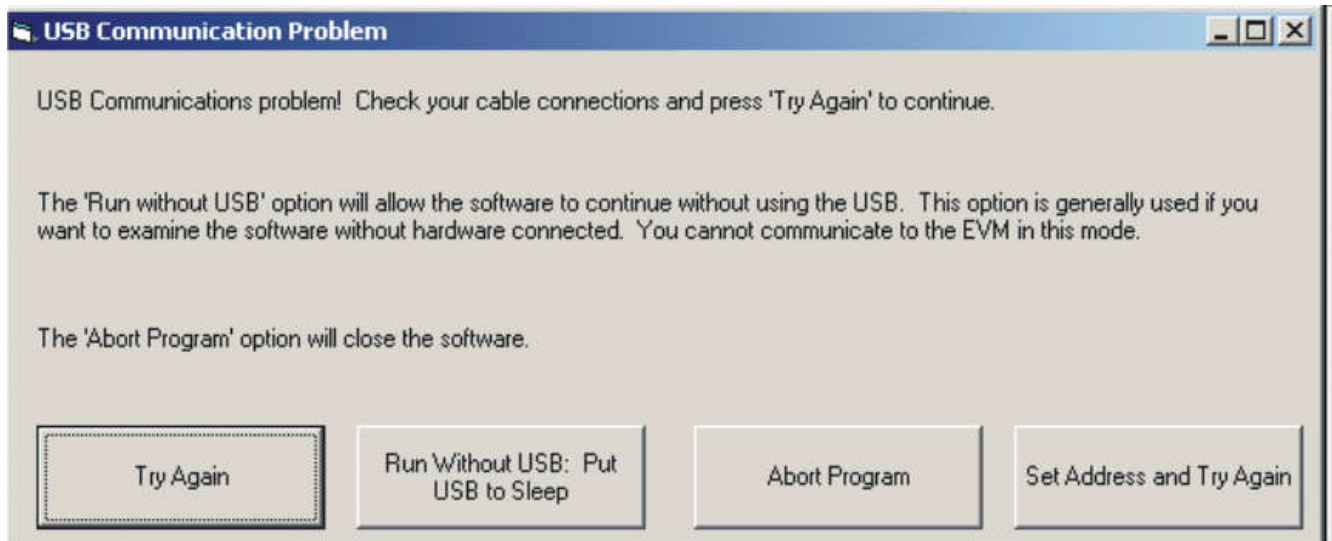 USB Communication Problem
USB Communications problem!  Check your cable connections and press 'Try Again' to continue.
The 'Run without USB' option will allow the software to continue without using the USB.  This option is generally used if you
want to examine the software without hardware connected.  You cannot communicate to the EVM in this mode.
The 'Abort Program' option will close the software.
Try Again
Run Without USB:  Put
USB to Sleep
Abort Program
Set Address and Try Again